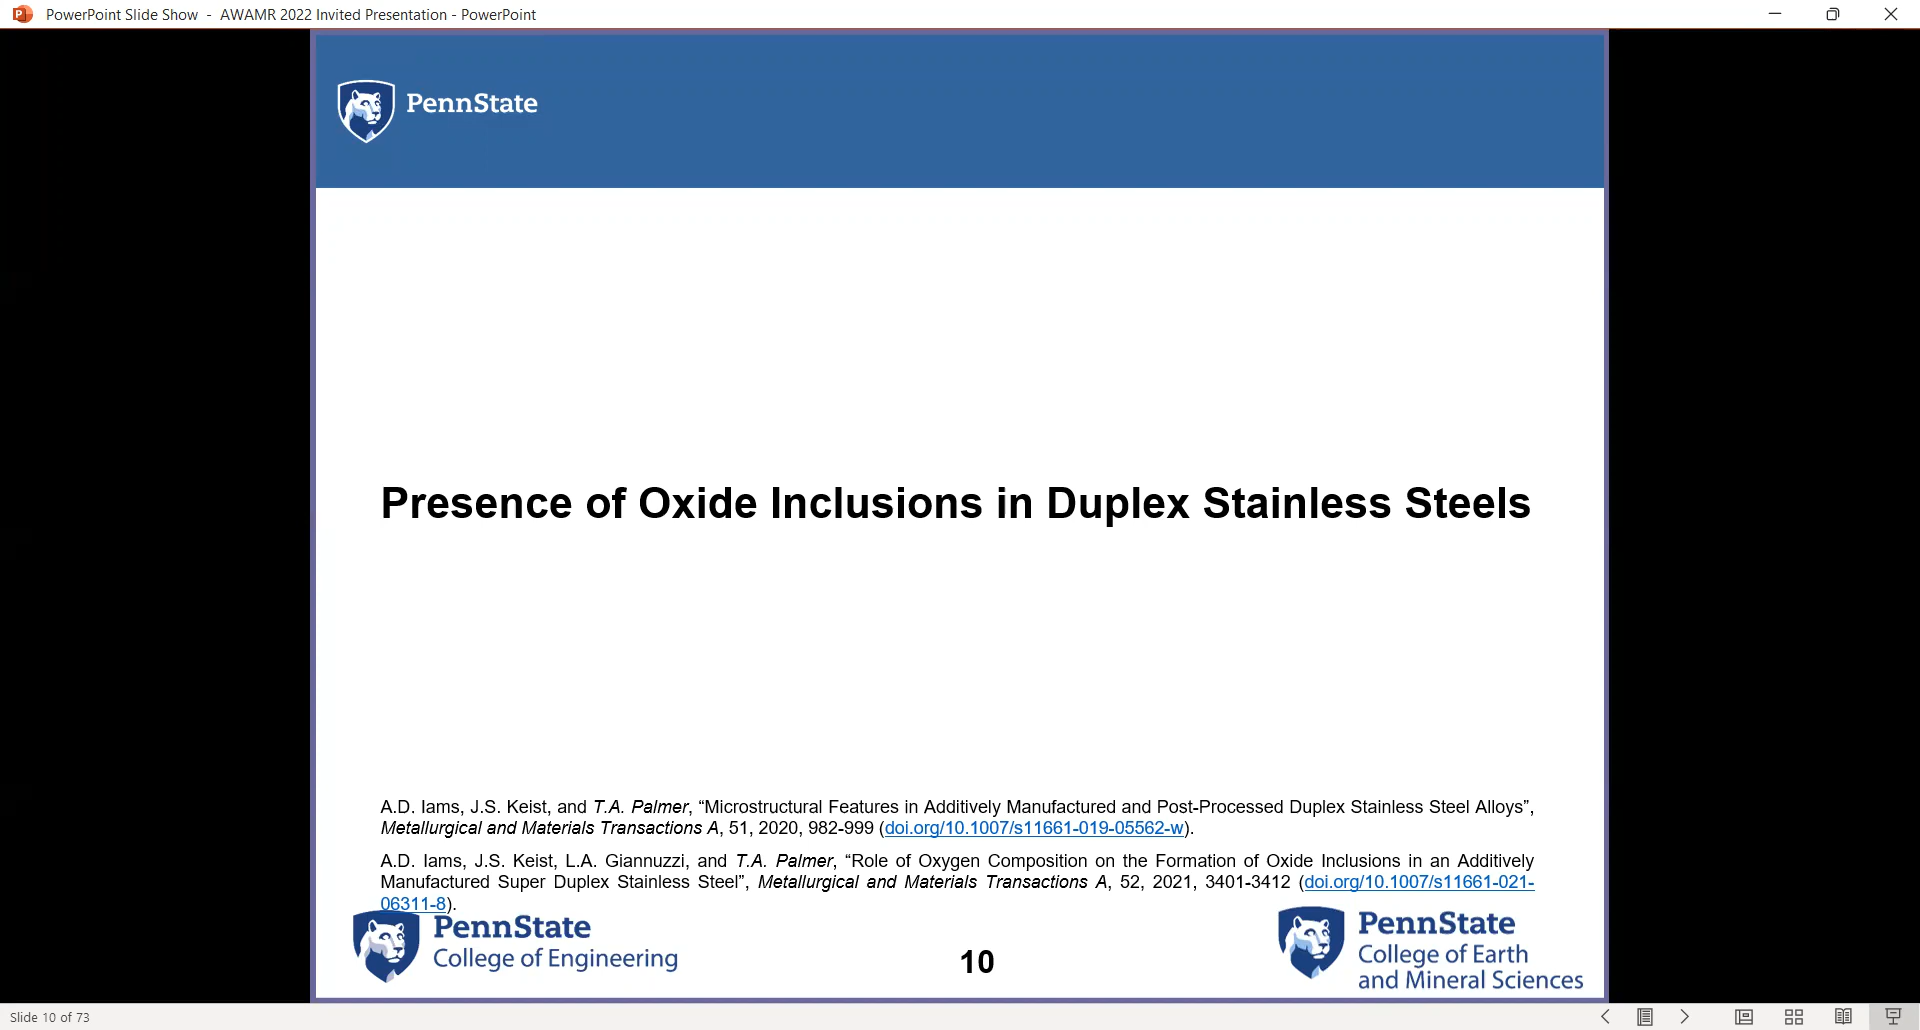 PowerPoint Slide Show - AWAMR 2022 Invited Presentation - PowerPoint
PennState
Presence of Oxide Inclusions in Duplex Stainless Steels
A.D. Iams, J.S. Keist, and T.A. Palmer, “Microstructural Features in Additively Manufactured and Post-Processed Duplex Stainless Steel Alloys”,
Metallurgical and Materials Transactions A, 51, 2020, 982-999 (doi.org/10.1007/s11661-019-05562-w).
A.D. Iams, J.S. Keist, L.A. Giannuzzi, and T.A. Palmer, “Role of Oxygen Composition on the Formation of Oxide Inclusions in an Additively
Manufactured Super Duplex Stainless Steel”, Metallurgical and Materials Transactions A, 52, 2021, 3401-3412 (doi.org/10.1007/s11661-021-
06311-8).
PennState
College of Engineering
10
PennState
College of Earth
and Mineral Sciences
Slide 10 of 73